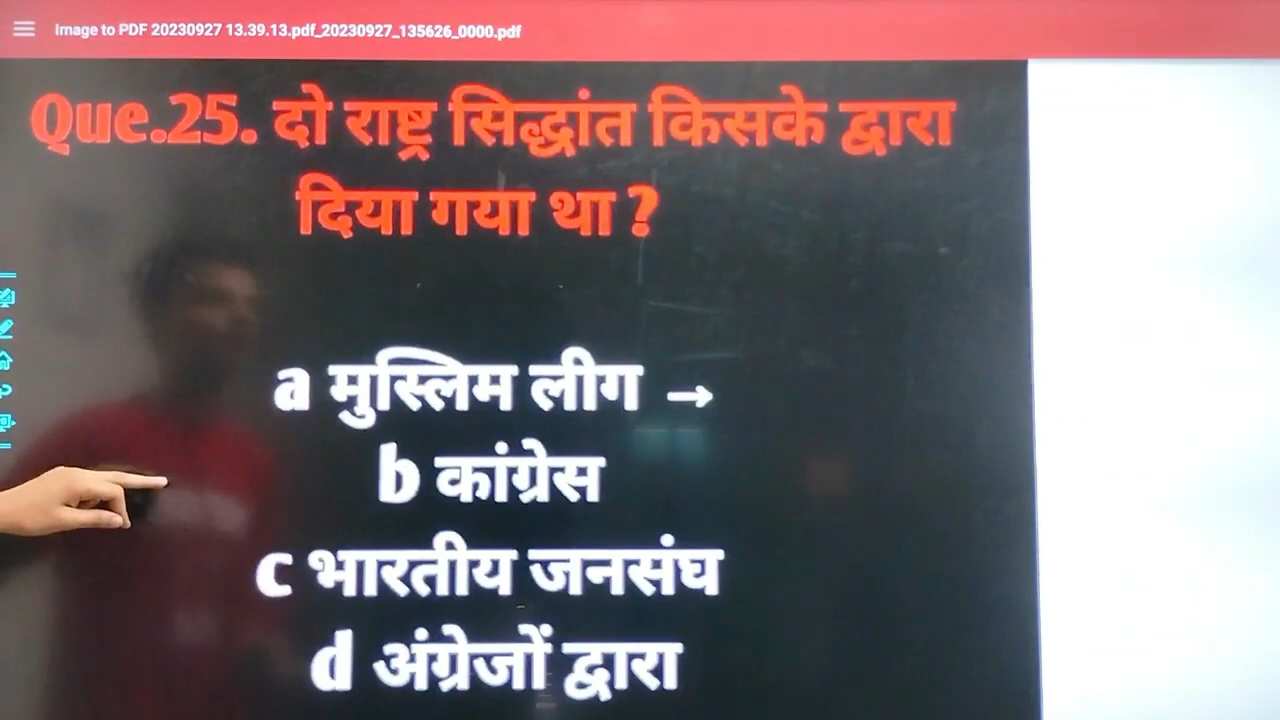 Image to PDF 20230927 13.39.13.pdf_20230927_135626_0000.pdf
Que.25. दो राष्ट्र सिद्धांत किसके द्वारा
दिया गया था ?
a मुस्लिम लीग →
b कांग्रेस
c भारतीय जनसंघ
d अंग्रेजों द्वारा